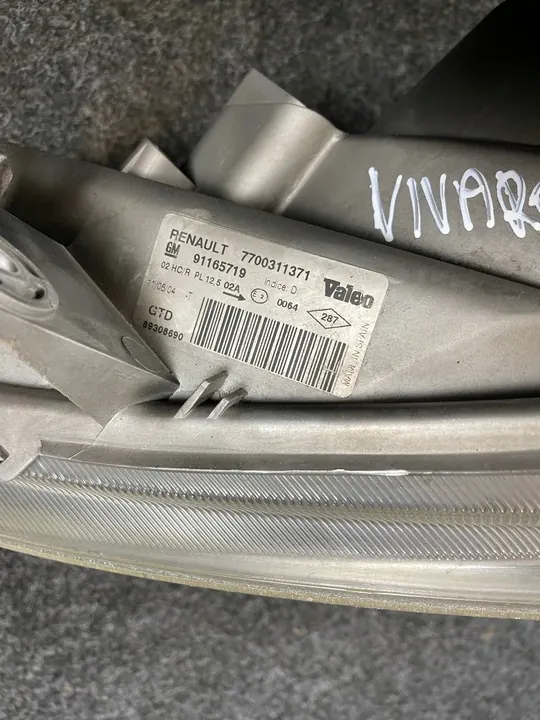 VIVAR
RENAULT 7700311371
GM 91165719 Indice: D Valeo
02 HC/R PL 12,5 02A → 0064 287
GTD
89308690
MADE IN SPAIN